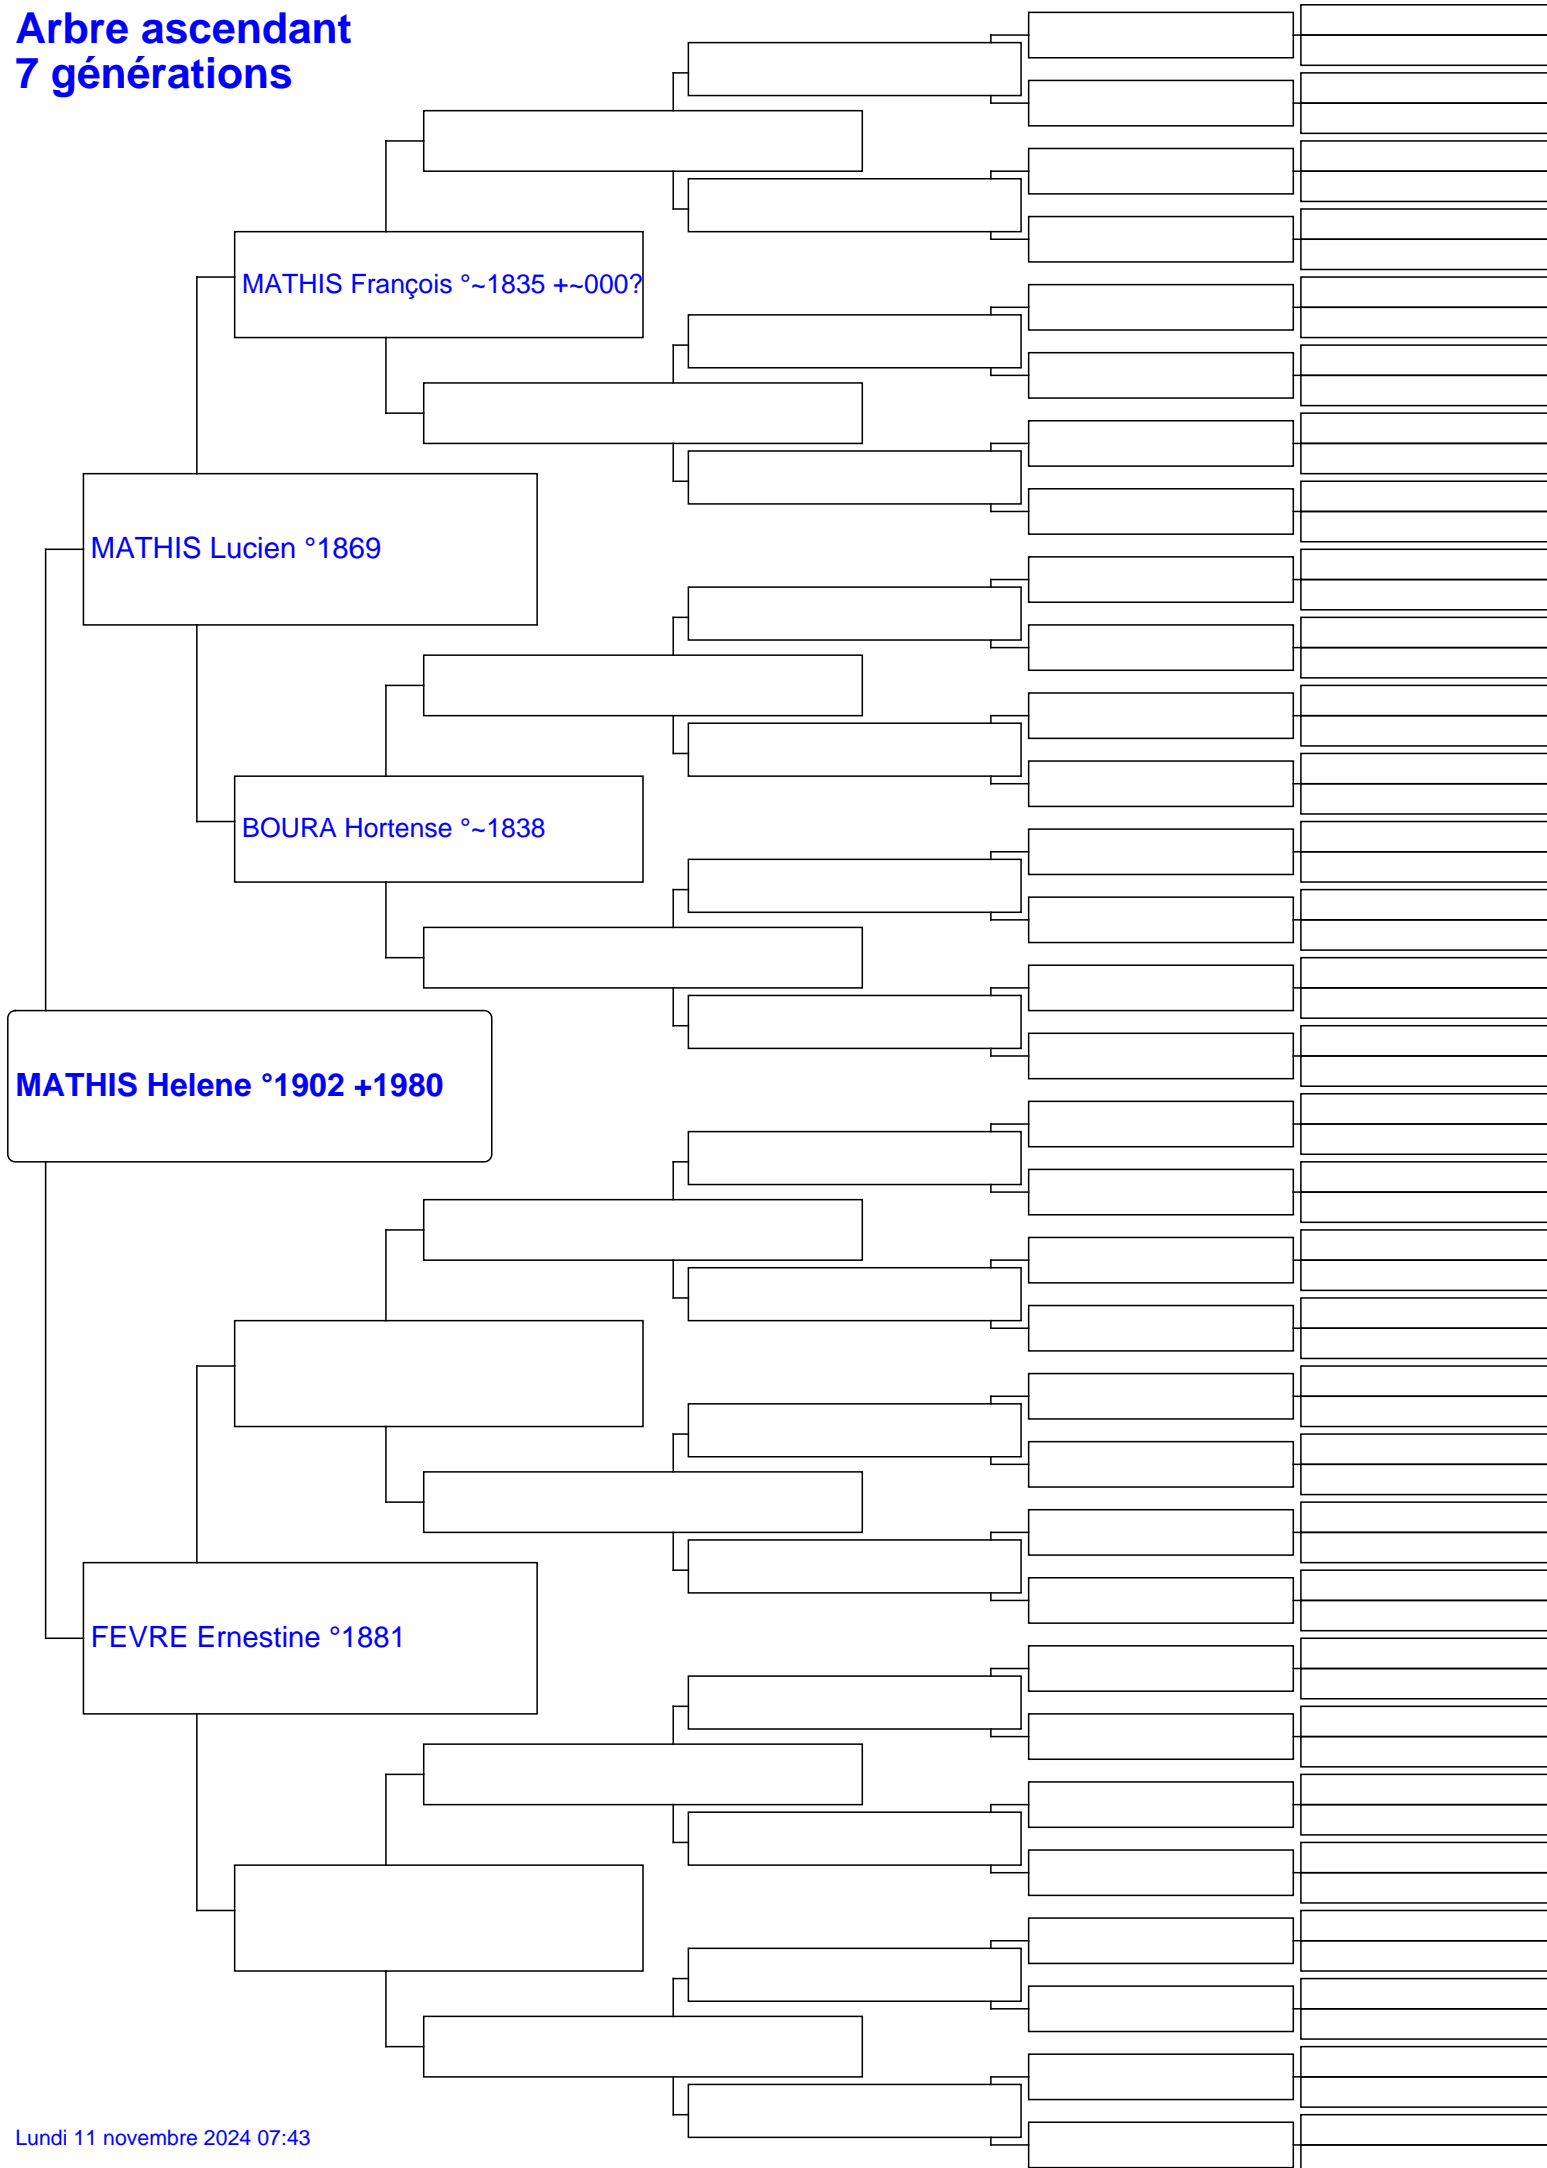 Arbre ascendant
7 générations
MATHIS François °~1835 +~000?
MATHIS Lucien °1869
BOURA Hortense °~1838
MATHIS Helene °1902 +1980
FEVRE Ernestine °1881
Lundi 11 novembre 2024 07:43